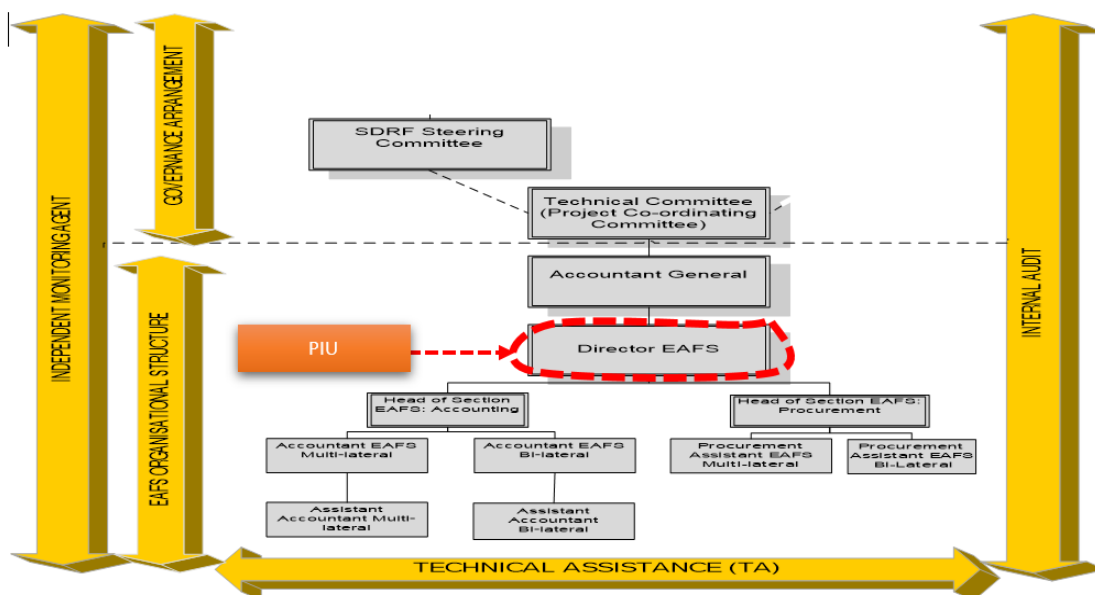 INDEPENDENT MONITORING AGENT
GOVERNANCE ARRANGEMENT
EAFS ORGANISATIONAL STRUCTURE
SDRF Steering
Committee
Technical Committee
(Project Co-ordinating
Committee)
Accountant General
PIU
Director EAFS
Head of Section
EAFS: Accounting
Head of Section EAFS:
Procurement
Accountant EAFS
Multi-lateral
Accountant EAFS
Bi-lateral
Procurement
Assistant EAFS
Multi-lateral
Procurement
Assistant EAFS
Bi-Lateral
Assistant
Accountant Multi-
lateral
Assistant
Accountant
Bi-lateral
TECHNICAL ASSISTANCE (TA)
INTERNAL AUDIT